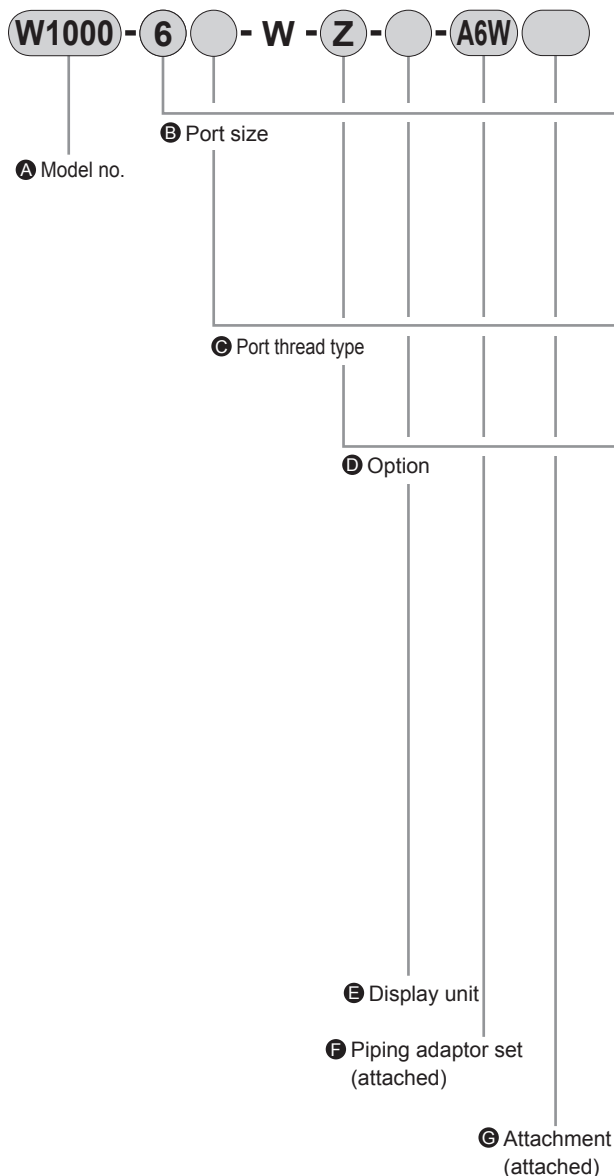 W1000 - 6 - W - Z - - A6W
B Port size
A Model no.
C Port thread type
D Option
E Display unit
F Piping adaptor set
(attached)
G Attachment
(attached)